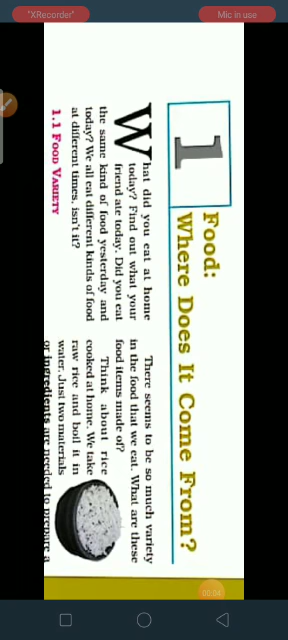 "XRecorder"
Mic in use
1
Food:
Where Does It Come From?
What did you eat at home
today? Find out what your
friend ate today. Did you eat
the same kind of food yesterday and
today? We all eat different kinds of food
at different times, isn't it?
1.1 FOOD VARIETY
There seems to be so much variety
in the food that we eat. What are these
food items made of?
Think about rice
cooked at home. We take
raw rice and boil it in
water. Just two materials
or ingredients are needed to prepare a
00:04